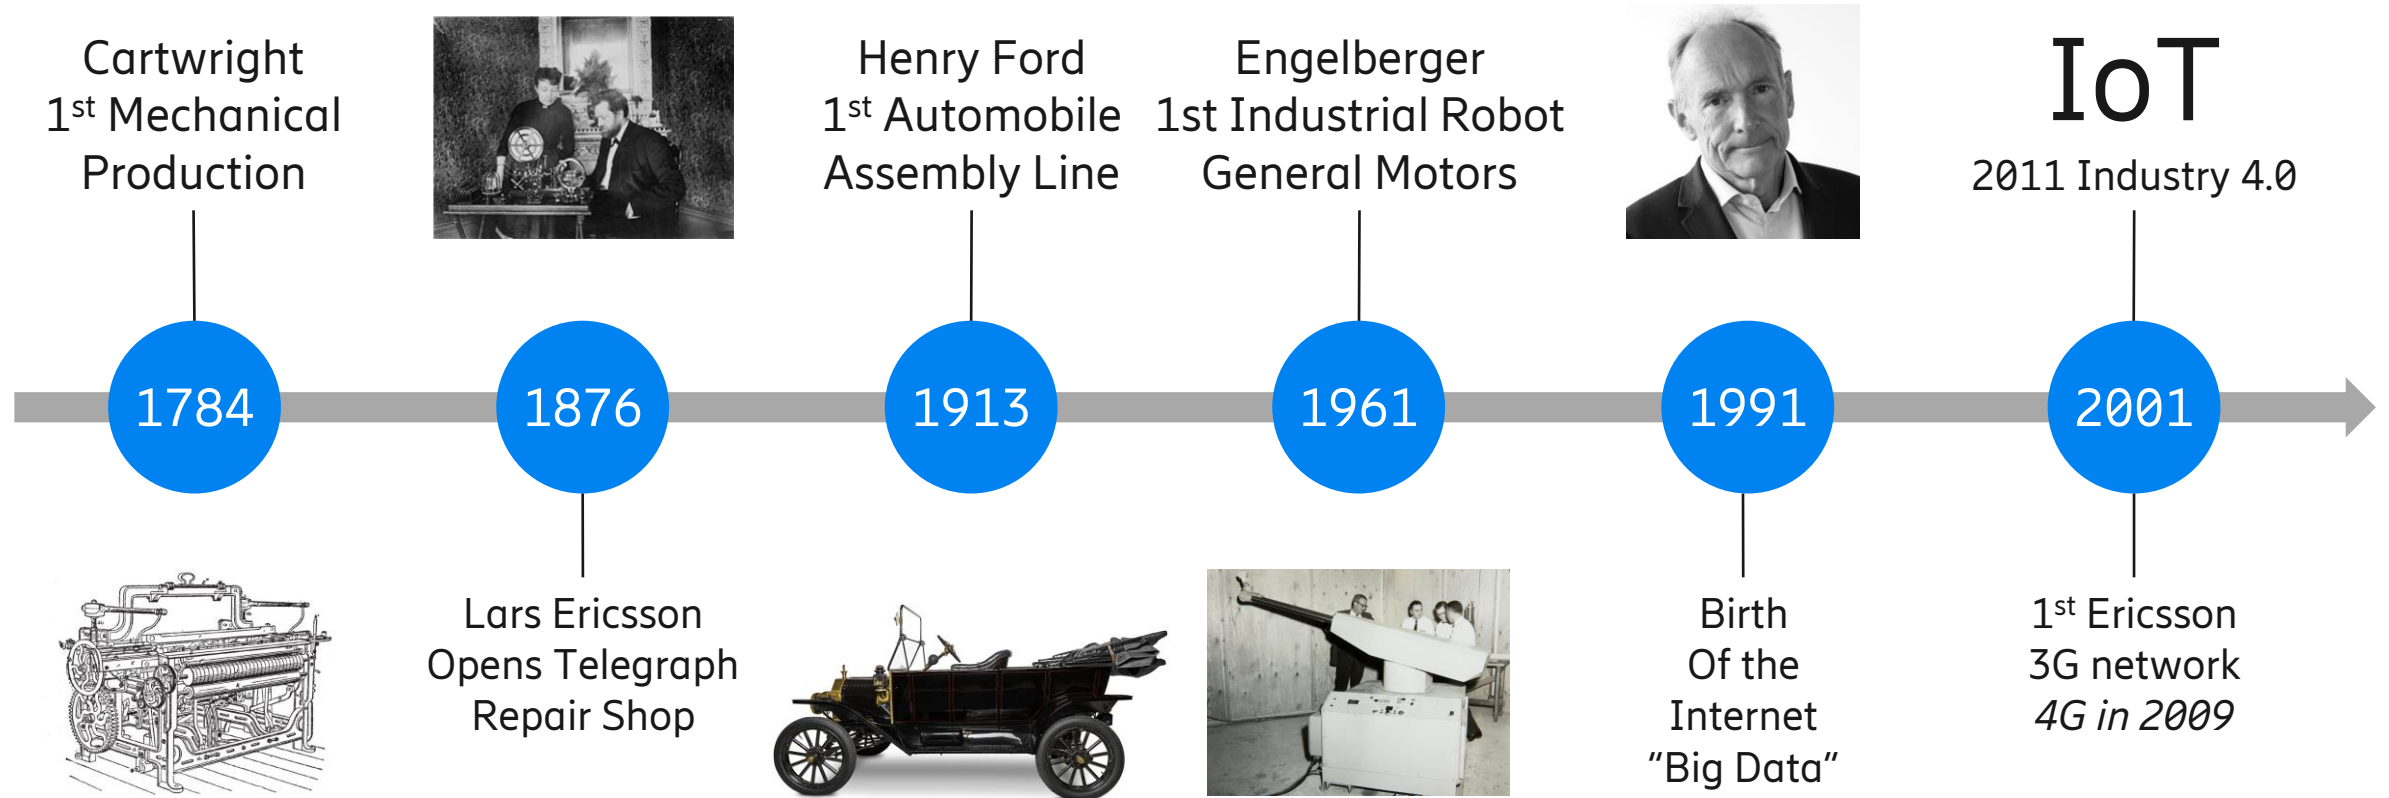 Cartwright
1st Mechanical
Production
Henry Ford
1st Automobile
Assembly Line
Engelberger
1st Industrial Robot
General Motors
IoT
2011 Industry 4.0
1784
1876
1913
1961
1991
2001
Lars Ericsson
Opens Telegraph
Repair Shop
Birth
Of the
Internet
“Big Data”
1st Ericsson
3G network
4G in 2009